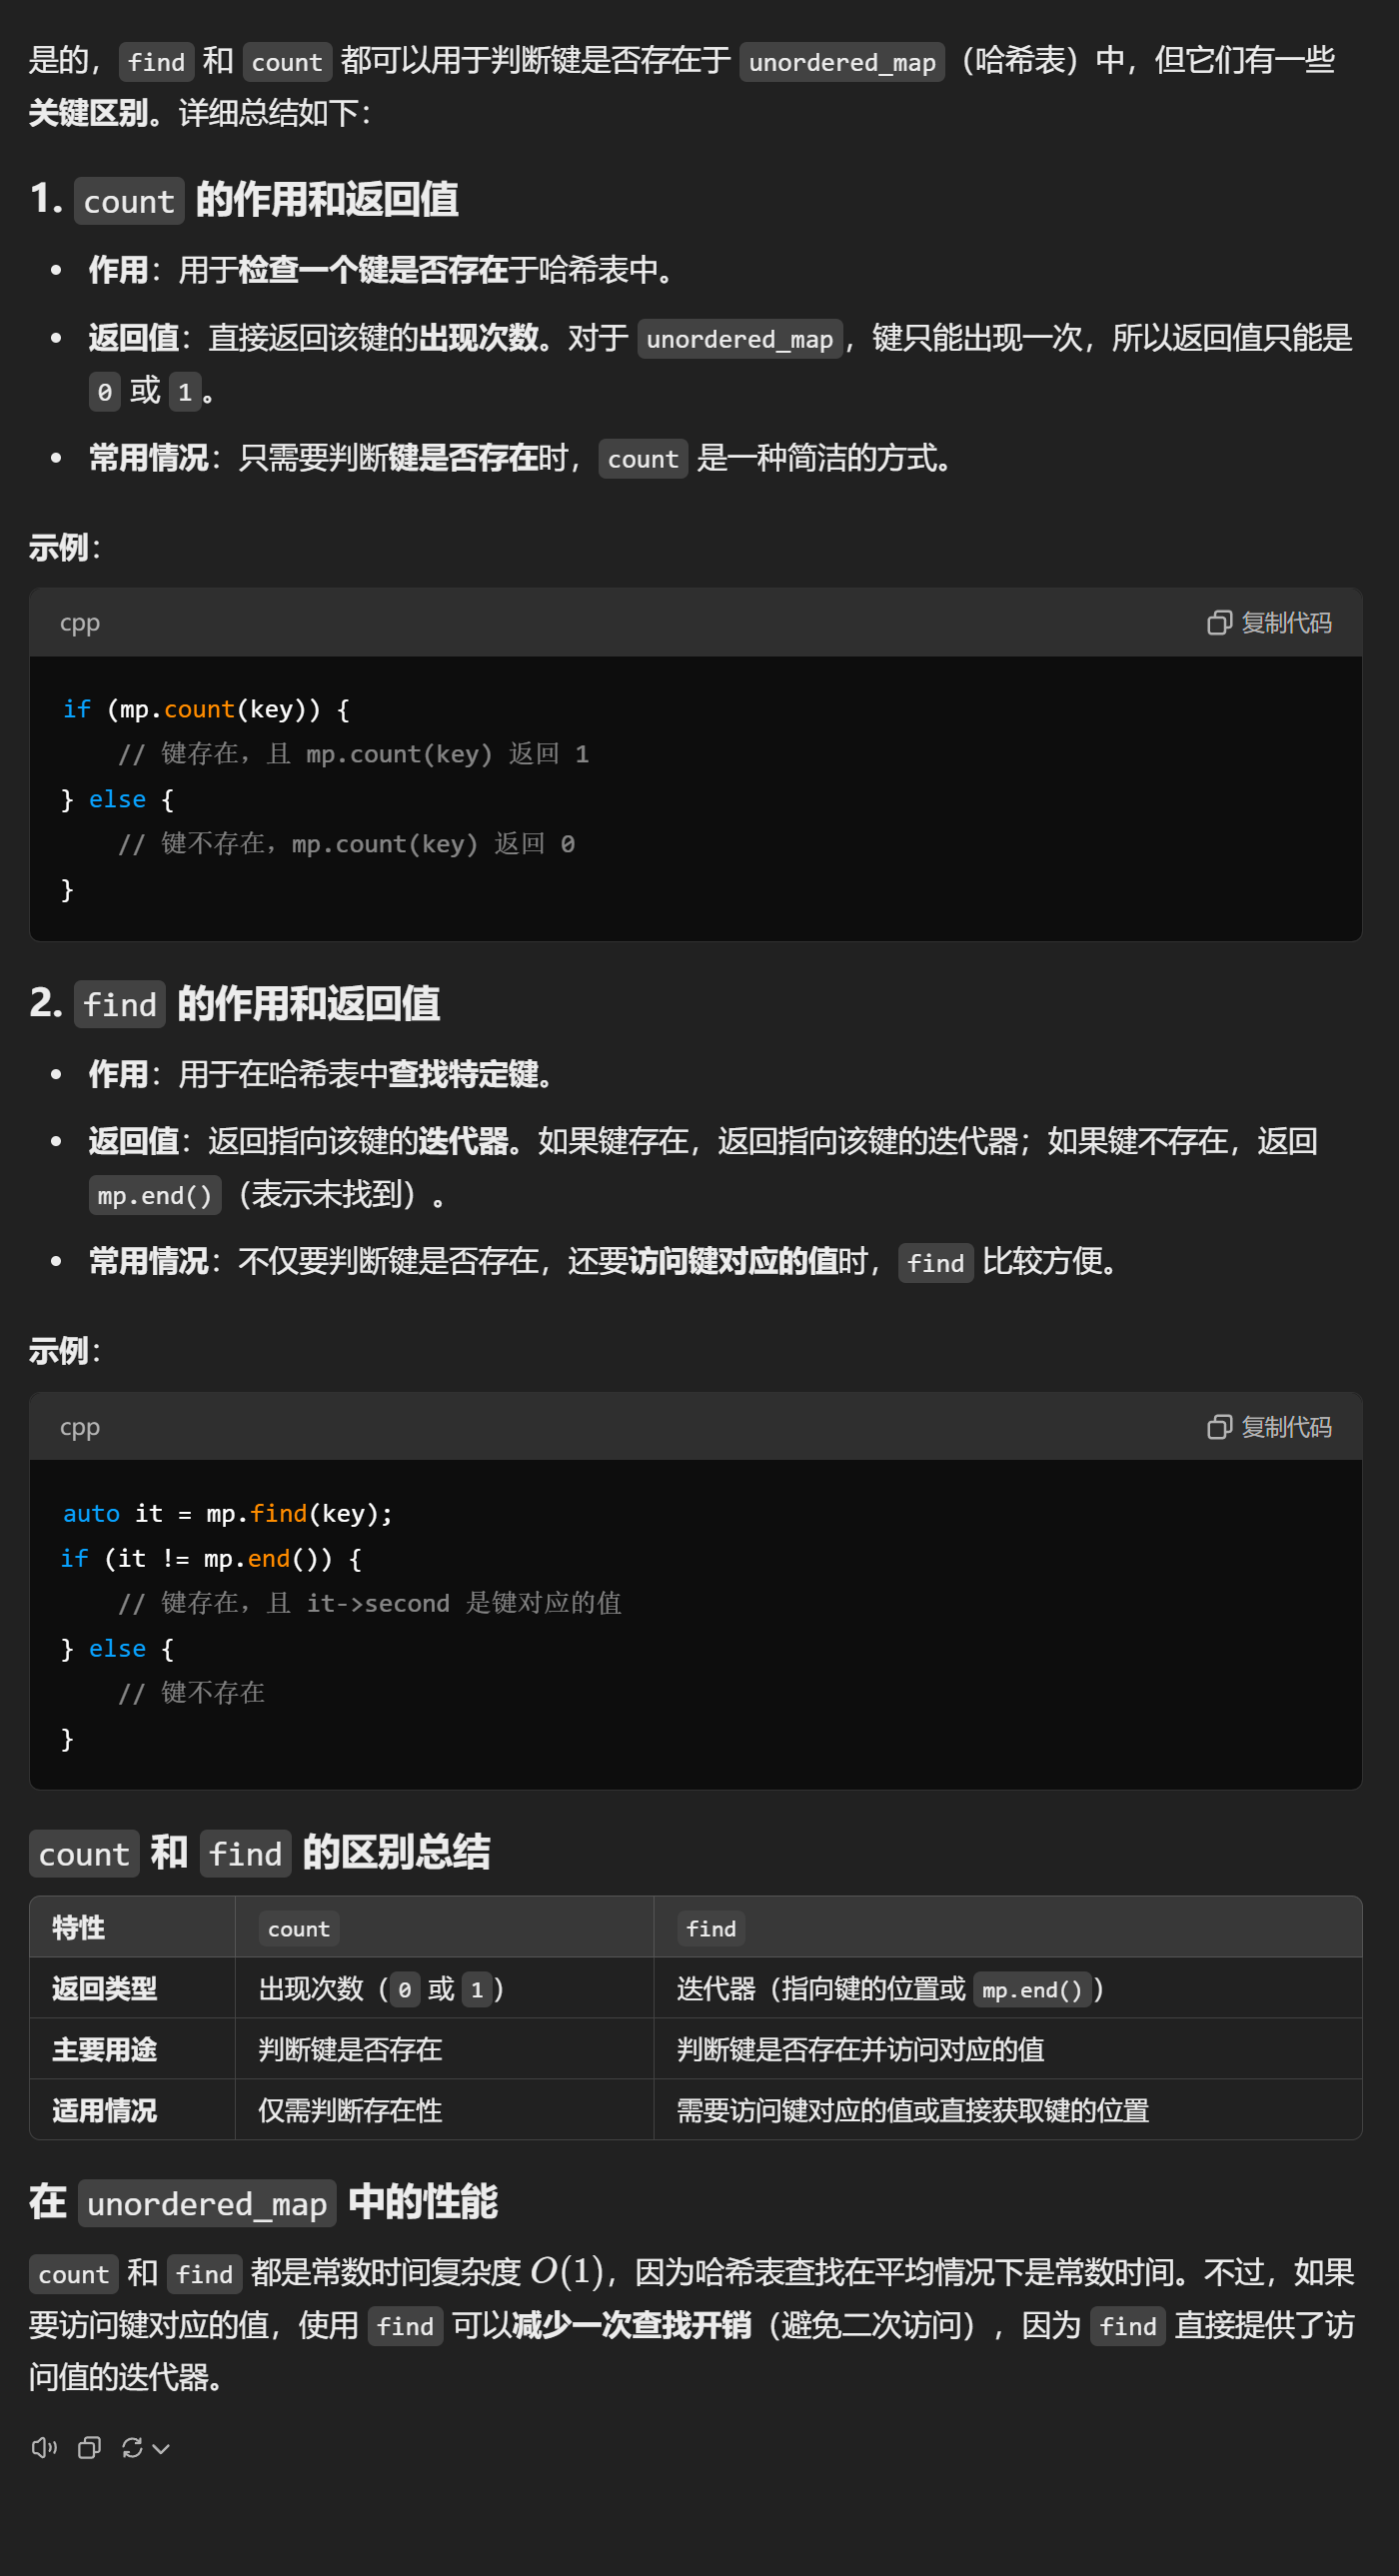 是的，find 和 count 都可以用于判断键是否存在于 unordered_map（哈希表）中，但它们有一些
关键区别。详细总结如下：
1. count 的作用和返回值
• 作用：用于检查一个键是否存在于哈希表中。
• 返回值：直接返回该键的出现次数。对于 unordered_map，键只能出现一次，所以返回值只能是
0 或 1。
• 常用情况：只需要判断键是否存在时，count 是一种简洁的方式。
示例：
cpp 复制代码
if (mp.count(key)) {
    // 键存在，且 mp.count(key) 返回 1
} else {
    // 键不存在，mp.count(key) 返回 0
}
2. find 的作用和返回值
• 作用：用于在哈希表中查找特定键。
• 返回值：返回指向该键的迭代器。如果键存在，返回指向该键的迭代器；如果键不存在，返回
mp.end()（表示未找到）。
• 常用情况：不仅要判断键是否存在，还要访问键对应的值时，find 比较方便。
示例：
cpp 复制代码
auto it = mp.find(key);
if (it != mp.end()) {
    // 键存在，且 it->second 是键对应的值
} else {
    // 键不存在
}
count 和 find 的区别总结
特性 count find
返回类型 出现次数（0 或 1） 迭代器（指向键的位置或 mp.end()）
主要用途 判断键是否存在 判断键是否存在并访问对应的值
适用情况 仅需判断存在性 需要访问键对应的值或直接获取键的位置
在 unordered_map 中的性能
count 和 find 都是常数时间复杂度 O(1)，因为哈希表查找在平均情况下是常数时间。不过，如果
要访问键对应的值，使用 find 可以减少一次查找开销（避免二次访问），因为 find 直接提供了访
问值的迭代器。